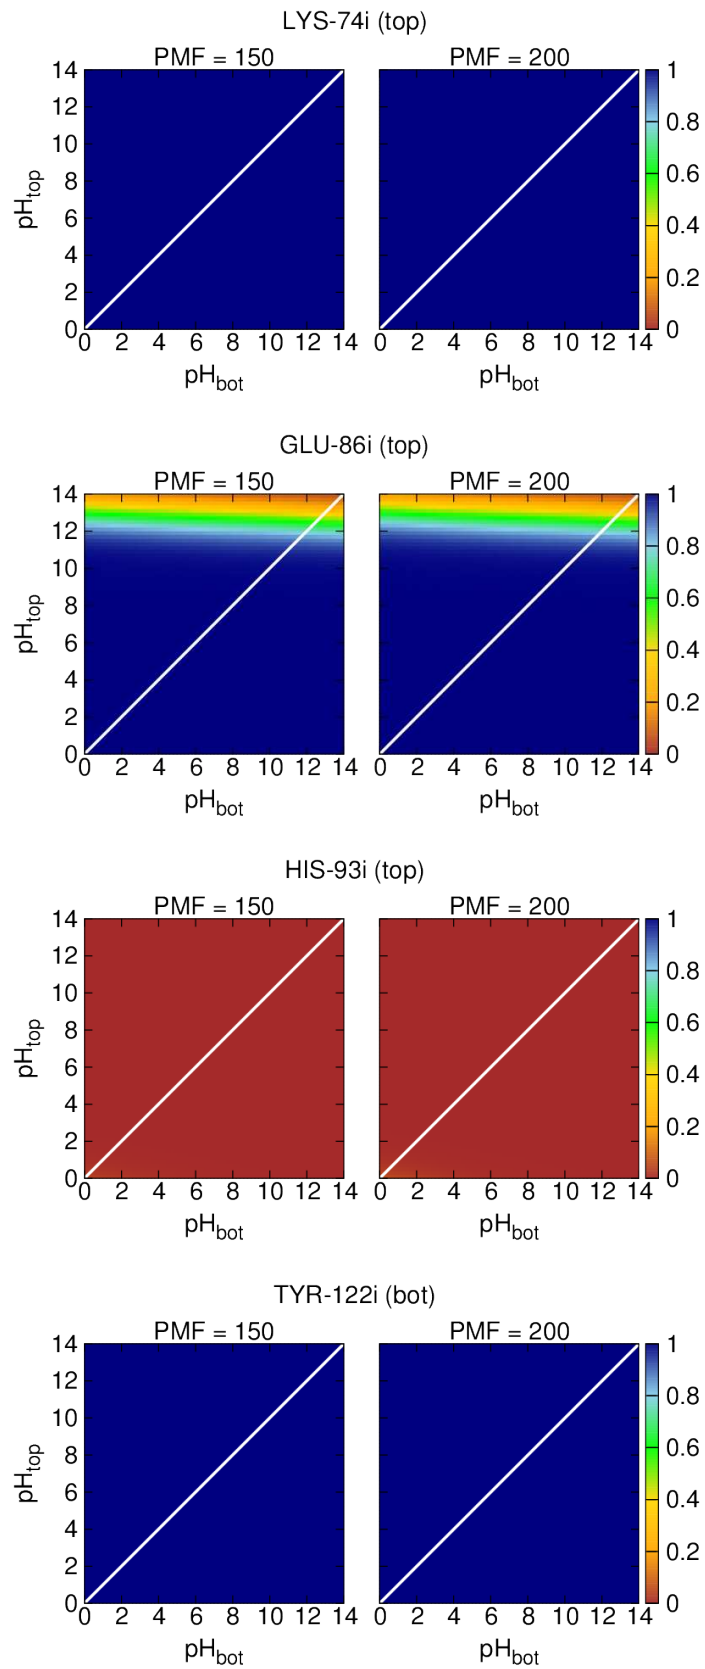 LYS-74i (top)
PMF = 150 PMF = 200
14 1
12 0.8
10
8 0.6
pHtop
6 0.4
4
2 0.2
0 0
0 2 4 6 8 10 12 14 0 2 4 6 8 10 12 14
pHbot pHbot
GLU-86i (top)
PMF = 150 PMF = 200
14 1
12 0.8
10
8 0.6
pHtop
6 0.4
4
2 0.2
0 0
0 2 4 6 8 10 12 14 0 2 4 6 8 10 12 14
pHbot pHbot
HIS-93i (top)
PMF = 150 PMF = 200
14 1
12 0.8
10
8 0.6
pHtop
6 0.4
4
2 0.2
0 0
0 2 4 6 8 10 12 14 0 2 4 6 8 10 12 14
pHbot pHbot
TYR-122i (bot)
PMF = 150 PMF = 200
14 1
12 0.8
10
8 0.6
pHtop
6 0.4
4
2 0.2
0 0
0 2 4 6 8 10 12 14 0 2 4 6 8 10 12 14
pHbot pHbot